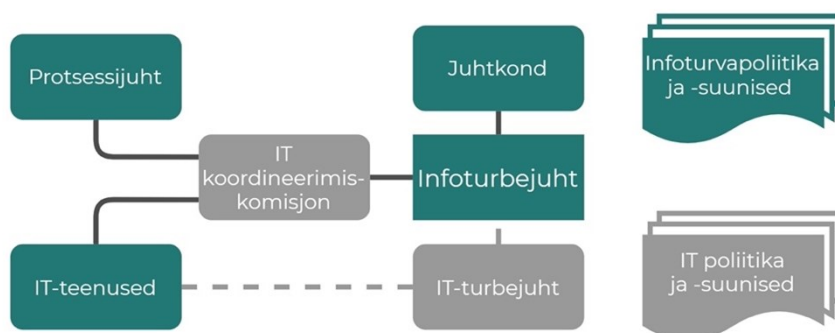 Protsessijuht
Juhtkond
Infoturvapoliitika
ja -suunised
IT
koordineerimis-
komisjon
Infoturbejuht
IT-teenused
IT-turbejuht
IT poliitika
ja -suunised